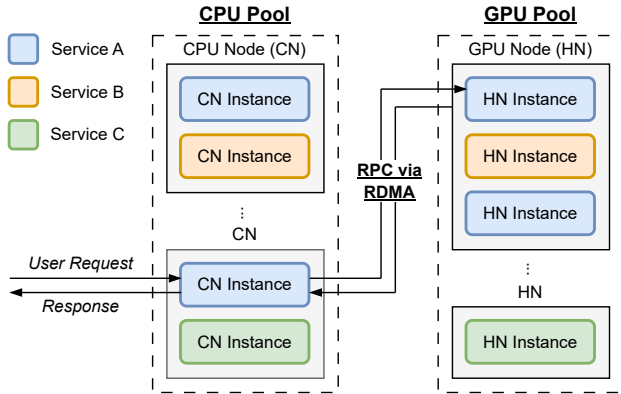 CPU Pool
GPU Pool
Service A
Service B
Service C
CPU Node (CN)
CN Instance
CN Instance
...
CN
CN Instance
CN Instance
User Request
Response
RPC via
RDMA
GPU Node (HN)
HN Instance
HN Instance
HN Instance
...
HN
HN Instance